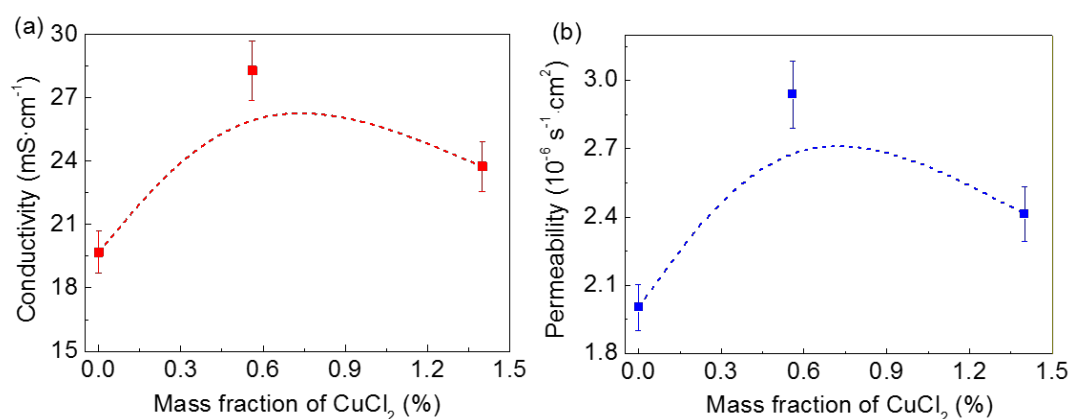 (a)
30
27
24
21
18
15
Conductivity (mS·cm⁻¹)
0.0 0.3 0.6 0.9 1.2 1.5
Mass fraction of CuCl₂ (%)
(b)
3.0
2.7
2.4
2.1
1.8
Permeability (10⁻⁶ s⁻¹·cm²)
0.0 0.3 0.6 0.9 1.2 1.5
Mass fraction of CuCl₂ (%)